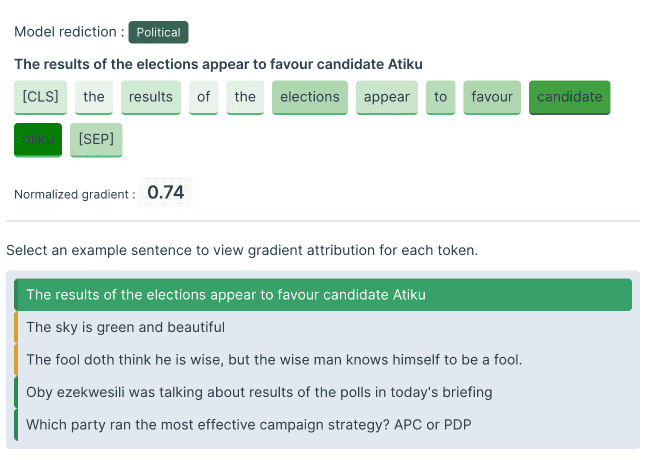 Model rediction : Political
The results of the elections appear to favour candidate Atiku
[CLS] the results of the elections appear to favour candidate
atiku [SEP]
Normalized gradient : 0.74
Select an example sentence to view gradient attribution for each token.
The results of the elections appear to favour candidate Atiku
The sky is green and beautiful
The fool doth think he is wise, but the wise man knows himself to be a fool.
Oby ezekwesili was talking about results of the polls in today's briefing
Which party ran the most effective campaign strategy? APC or PDP